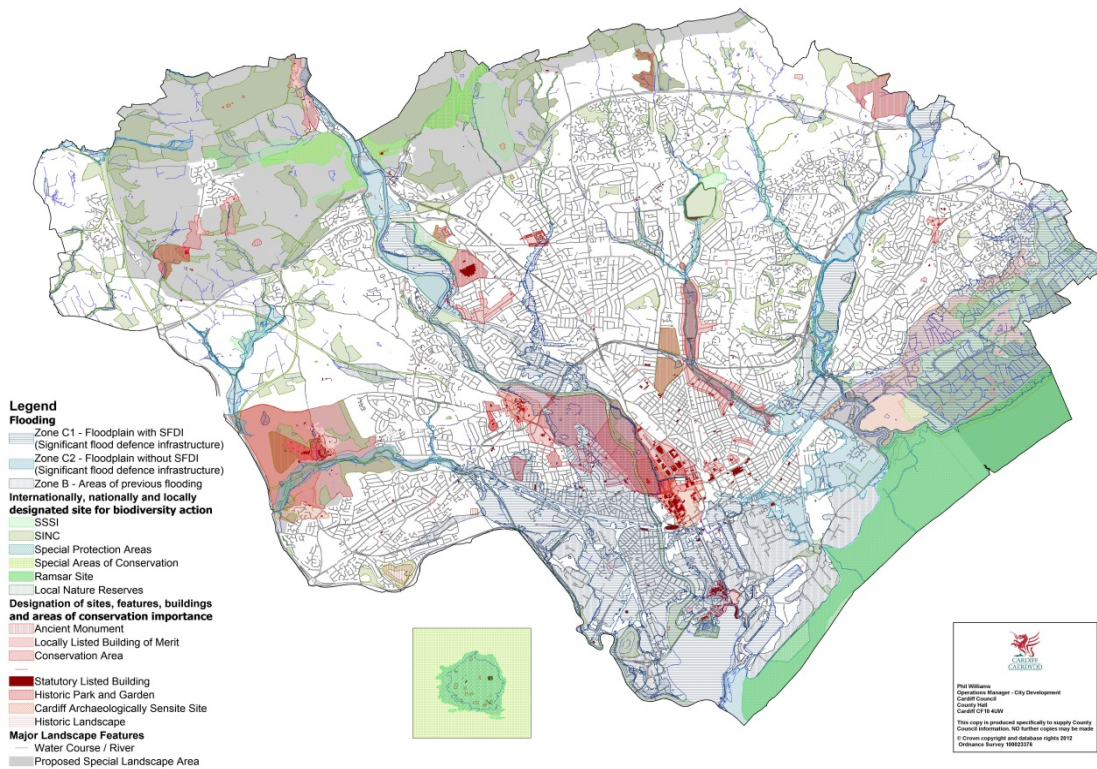 Legend
Flooding
Zone C1 - Floodplain with SFDI
(Significant flood defence infrastructure)
Zone C2 - Floodplain without SFDI
(Significant flood defence infrastructure)
Zone B - Areas of previous flooding
Internationally, nationally and locally
designated site for biodiversity action
SSSI
SINC
Special Protection Areas
Special Areas of Conservation
Ramsar Site
Local Nature Reserves
Designation of sites, features, buildings
and areas of conservation importance
Ancient Monument
Locally Listed Building of Merit
Conservation Area
Statutory Listed Building
Historic Park and Garden
Cardiff Archaeologically Sensite Site
Historic Landscape
Major Landscape Features
Water Course / River
Proposed Special Landscape Area
CARDIFF
CAERDYDD
Phil Williams
Operations Manager - City Development
Cardiff Council
County Hall
Cardiff CF10 4UW
This copy is produced specifically to supply County
Council information. NO further copies may be made
© Crown copyright and database rights 2012
Ordnance Survey 100023376